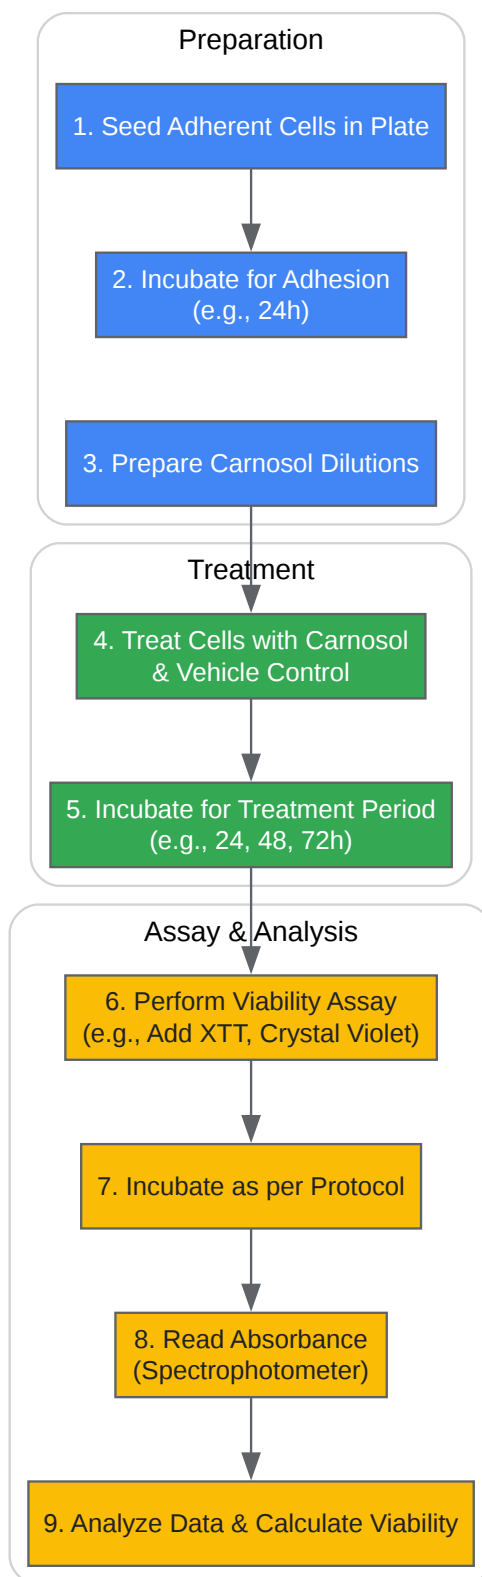 Preparation
1. Seed Adherent Cells in Plate
2. Incubate for Adhesion
(e.g., 24h)
3. Prepare Carnosol Dilutions
Treatment
4. Treat Cells with Carnosol
& Vehicle Control
5. Incubate for Treatment Period
(e.g., 24, 48, 72h)
Assay & Analysis
6. Perform Viability Assay
(e.g., Add XTT, Crystal Violet)
7. Incubate as per Protocol
8. Read Absorbance
(Spectrophotometer)
9. Analyze Data & Calculate Viability